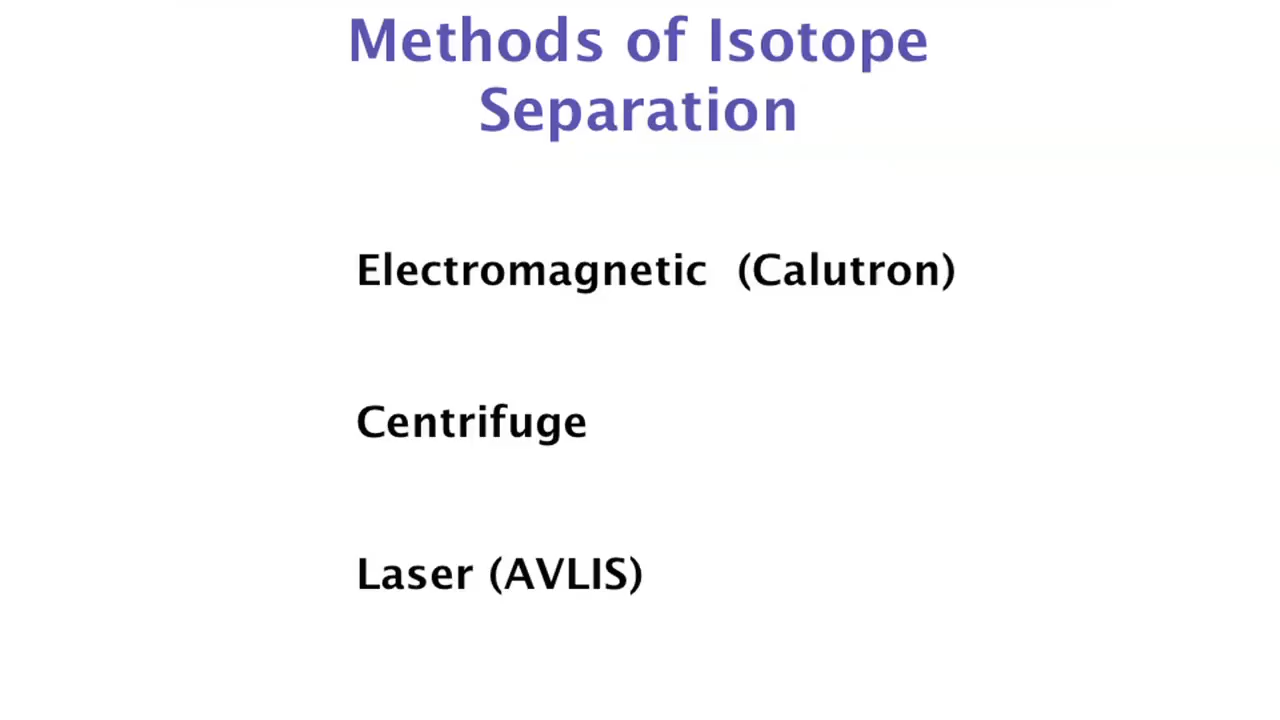 Methods of Isotope
Separation
Electromagnetic (Calutron)
Centrifuge
Laser (AVLIS)